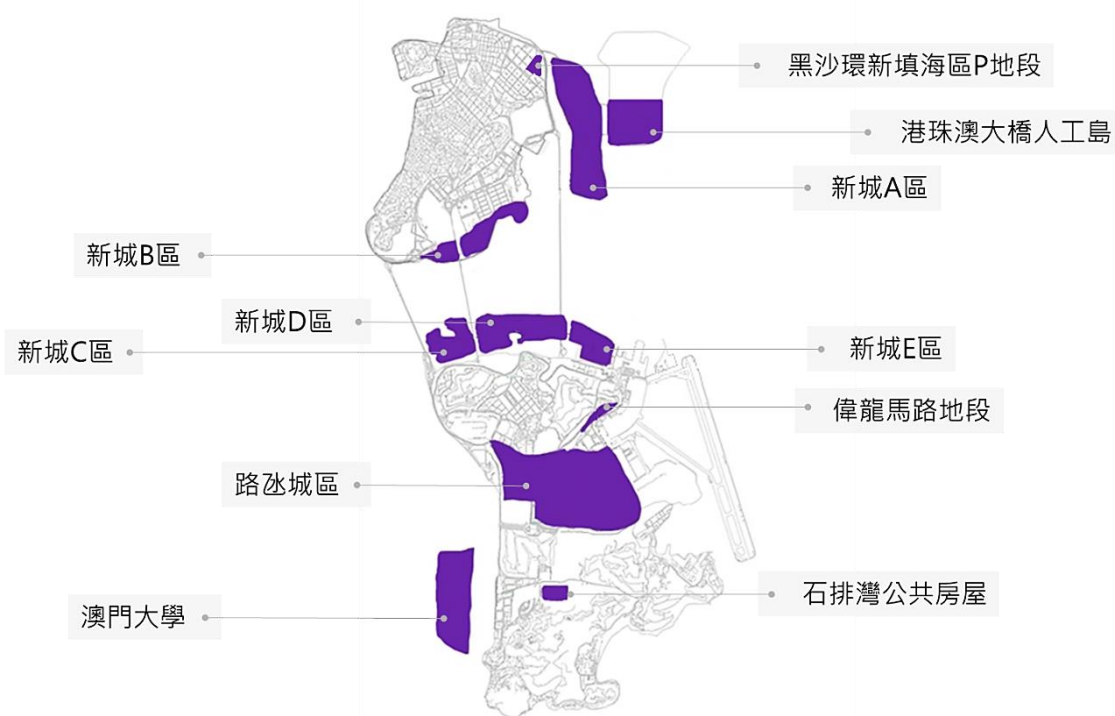 黑沙環新填海區P地段
港珠澳大橋人工島
新城A區
新城B區
新城D區
新城C區
新城E區
偉龍馬路地段
路氹城區
石排灣公共房屋
澳門大學